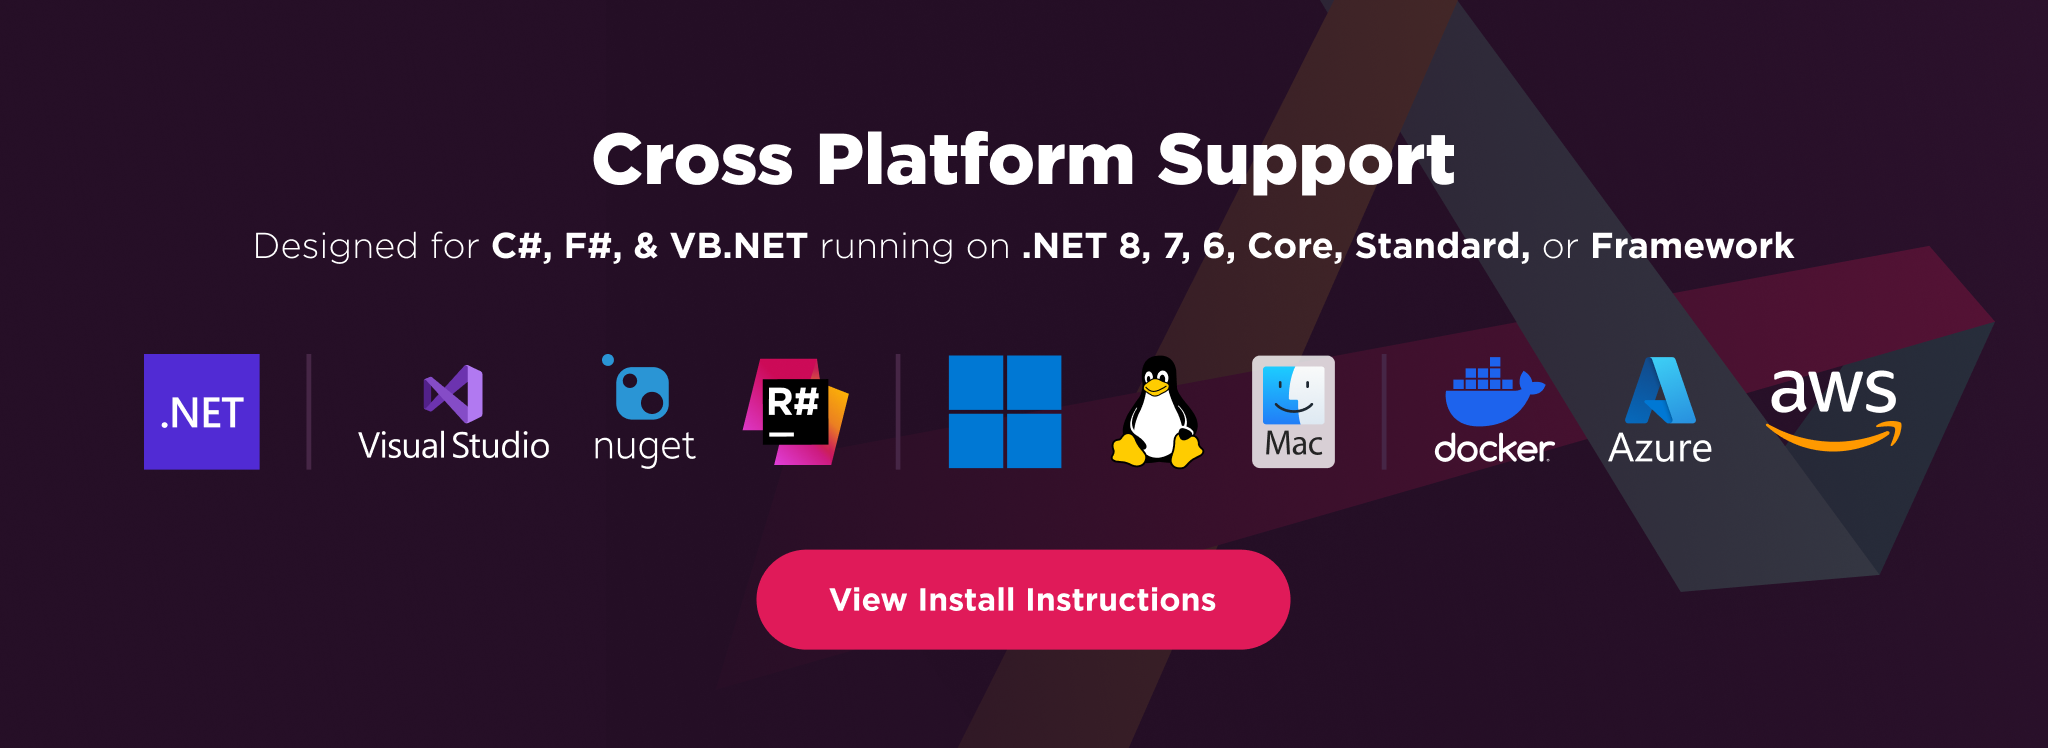 Cross Platform Support
Designed for C#, F#, & VB.NET running on .NET 8, 7, 6, Core, Standard, or Framework
.NET
Visual Studio
nuget
R#
Mac
docker
Azure
aws
View Install Instructions